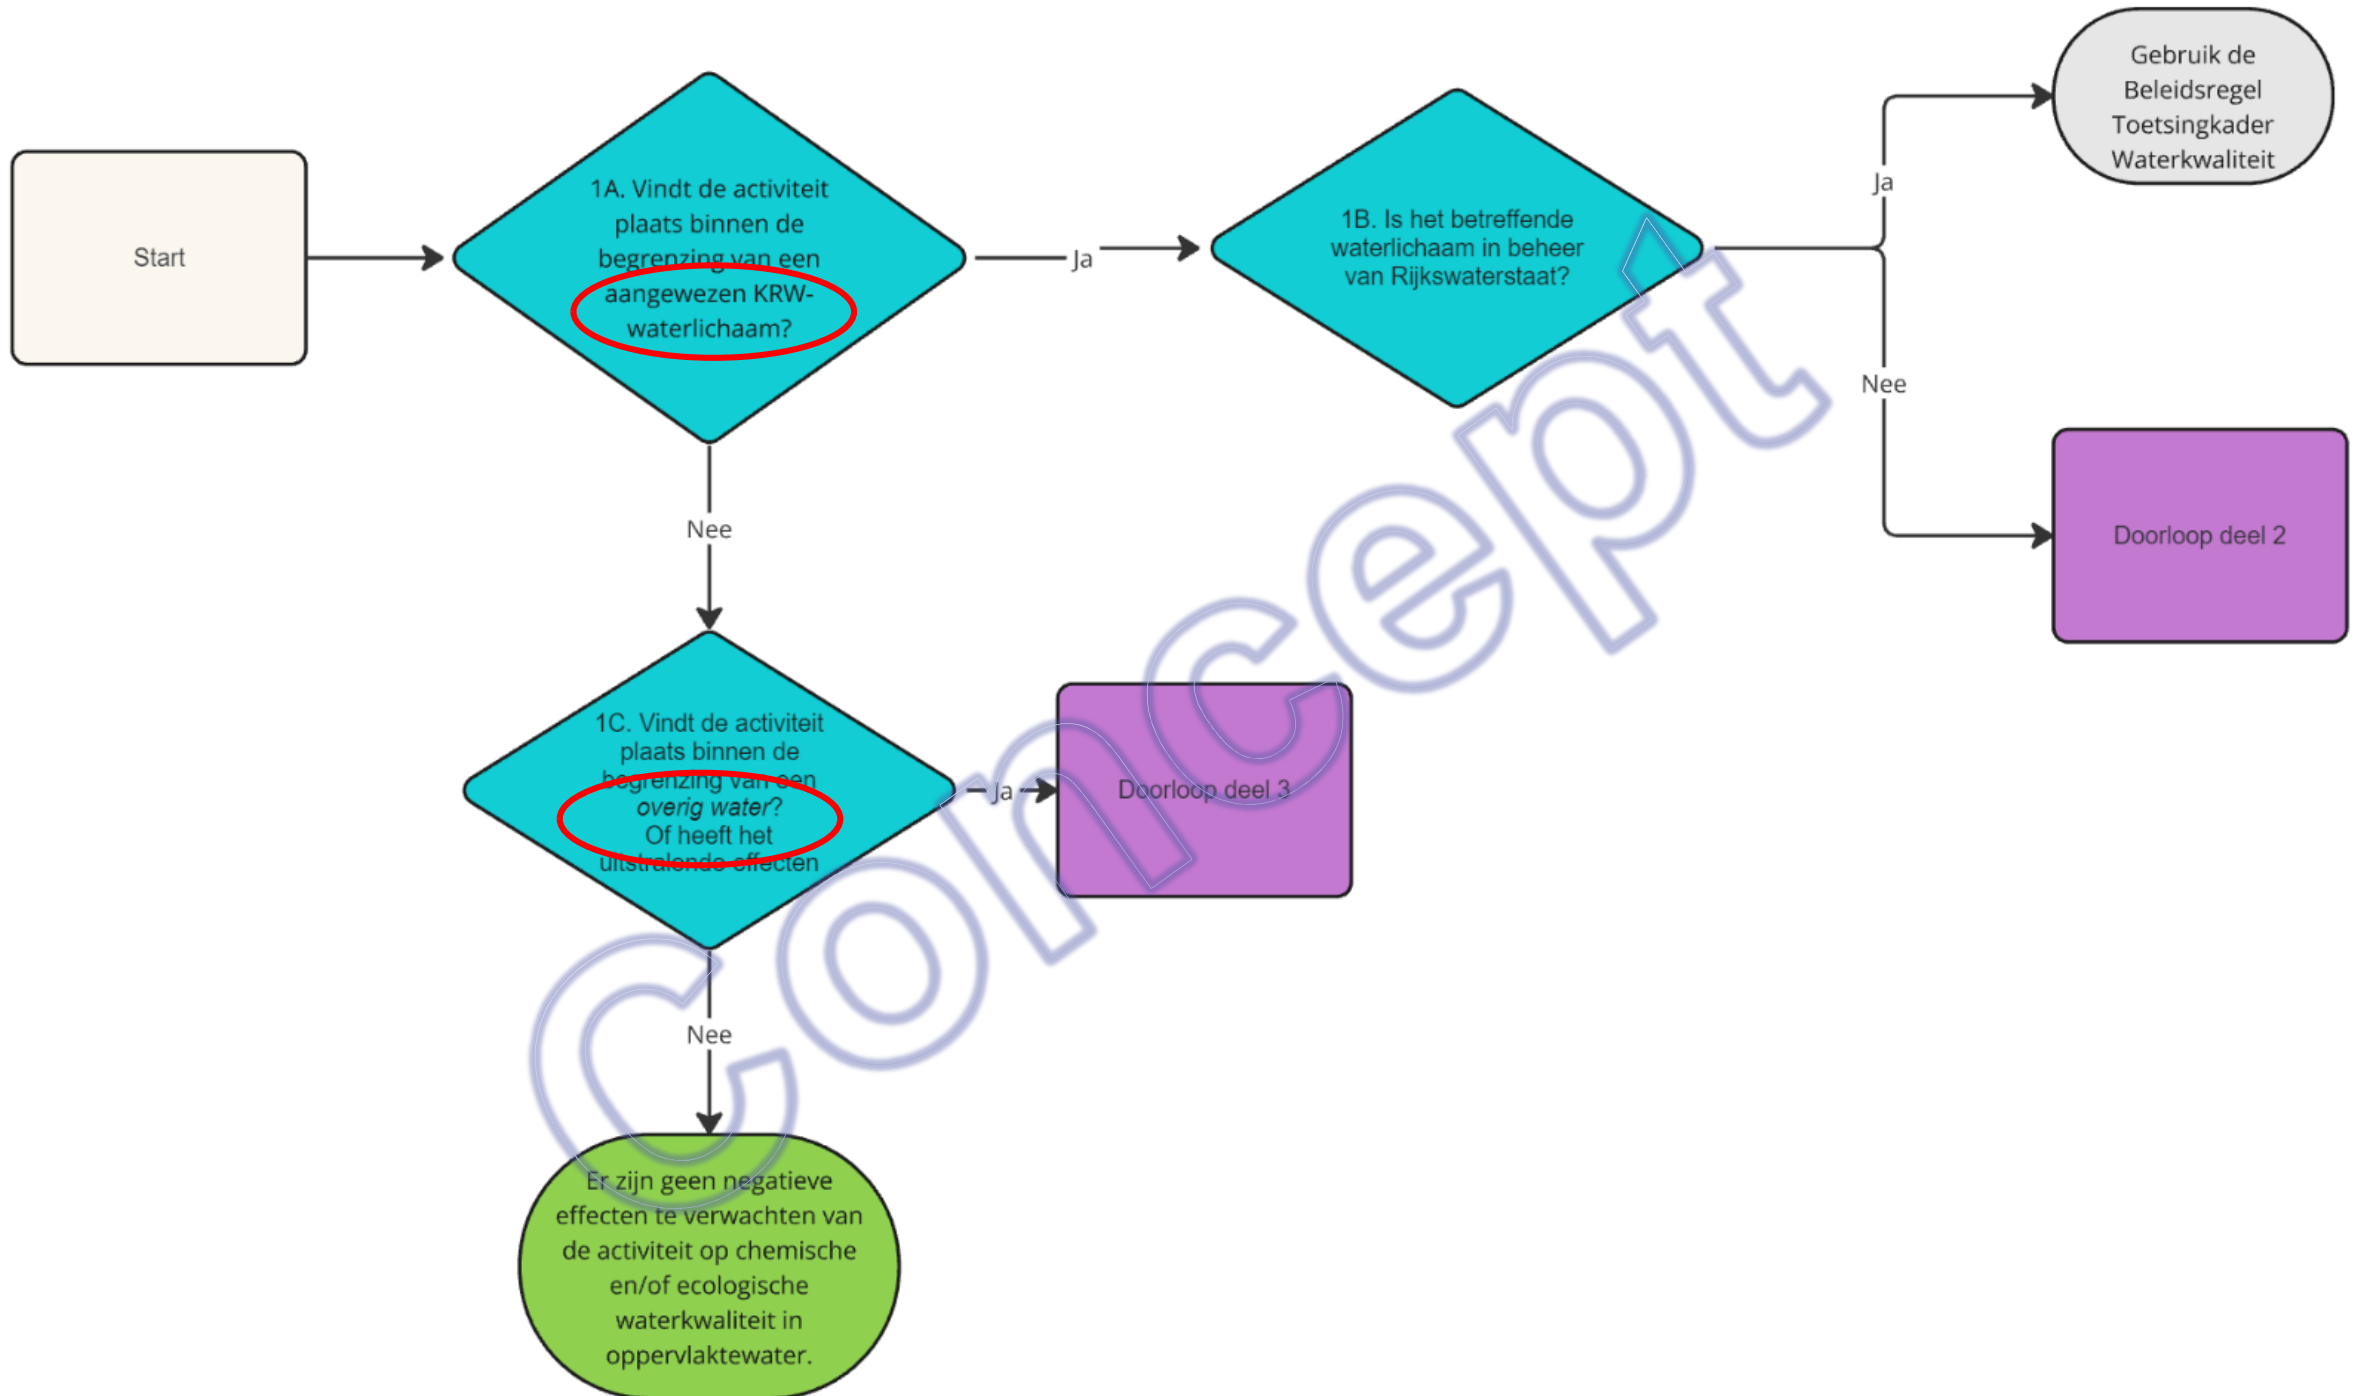 Start
1A. Vindt de activiteit
plaats binnen de
begrenzing van een
aangewezen KRW-
waterlichaam?
Ja
1B. Is het betreffende
waterlichaam in beheer
van Rijkswaterstaat?
Ja
Gebruik de
Beleidsregel
Toetsingkader
Waterkwaliteit
Nee
Doorloop deel 2
Nee
1C. Vindt de activiteit
plaats binnen de
begrenzing van een
overig water?
Of heeft het
uitstralende effecten
Ja
Doorloop deel 3
Nee
Er zijn geen negatieve
effecten te verwachten van
de activiteit op chemische
en/of ecologische
waterkwaliteit in
oppervlaktewater.
Concept